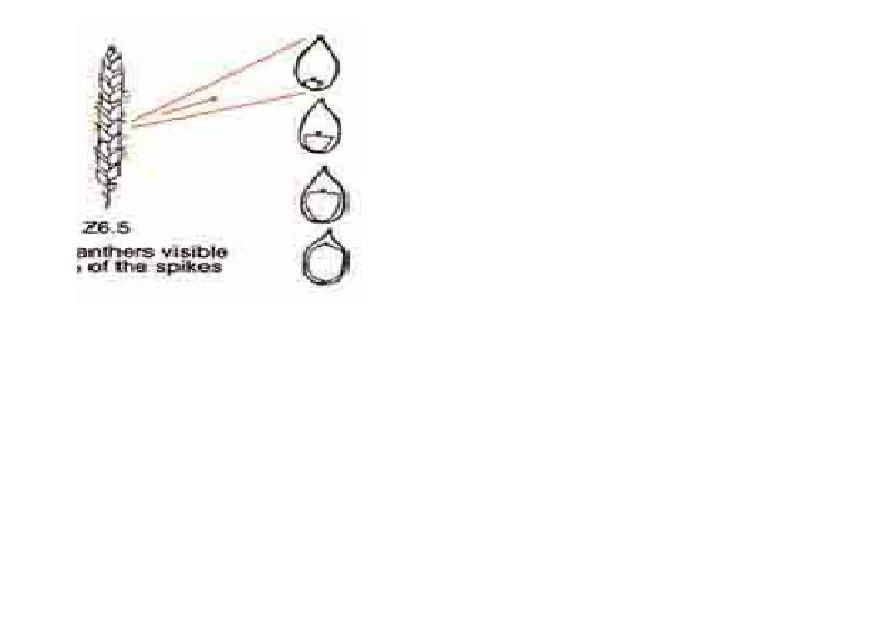 Z6.5
anthers visible
of the spikes